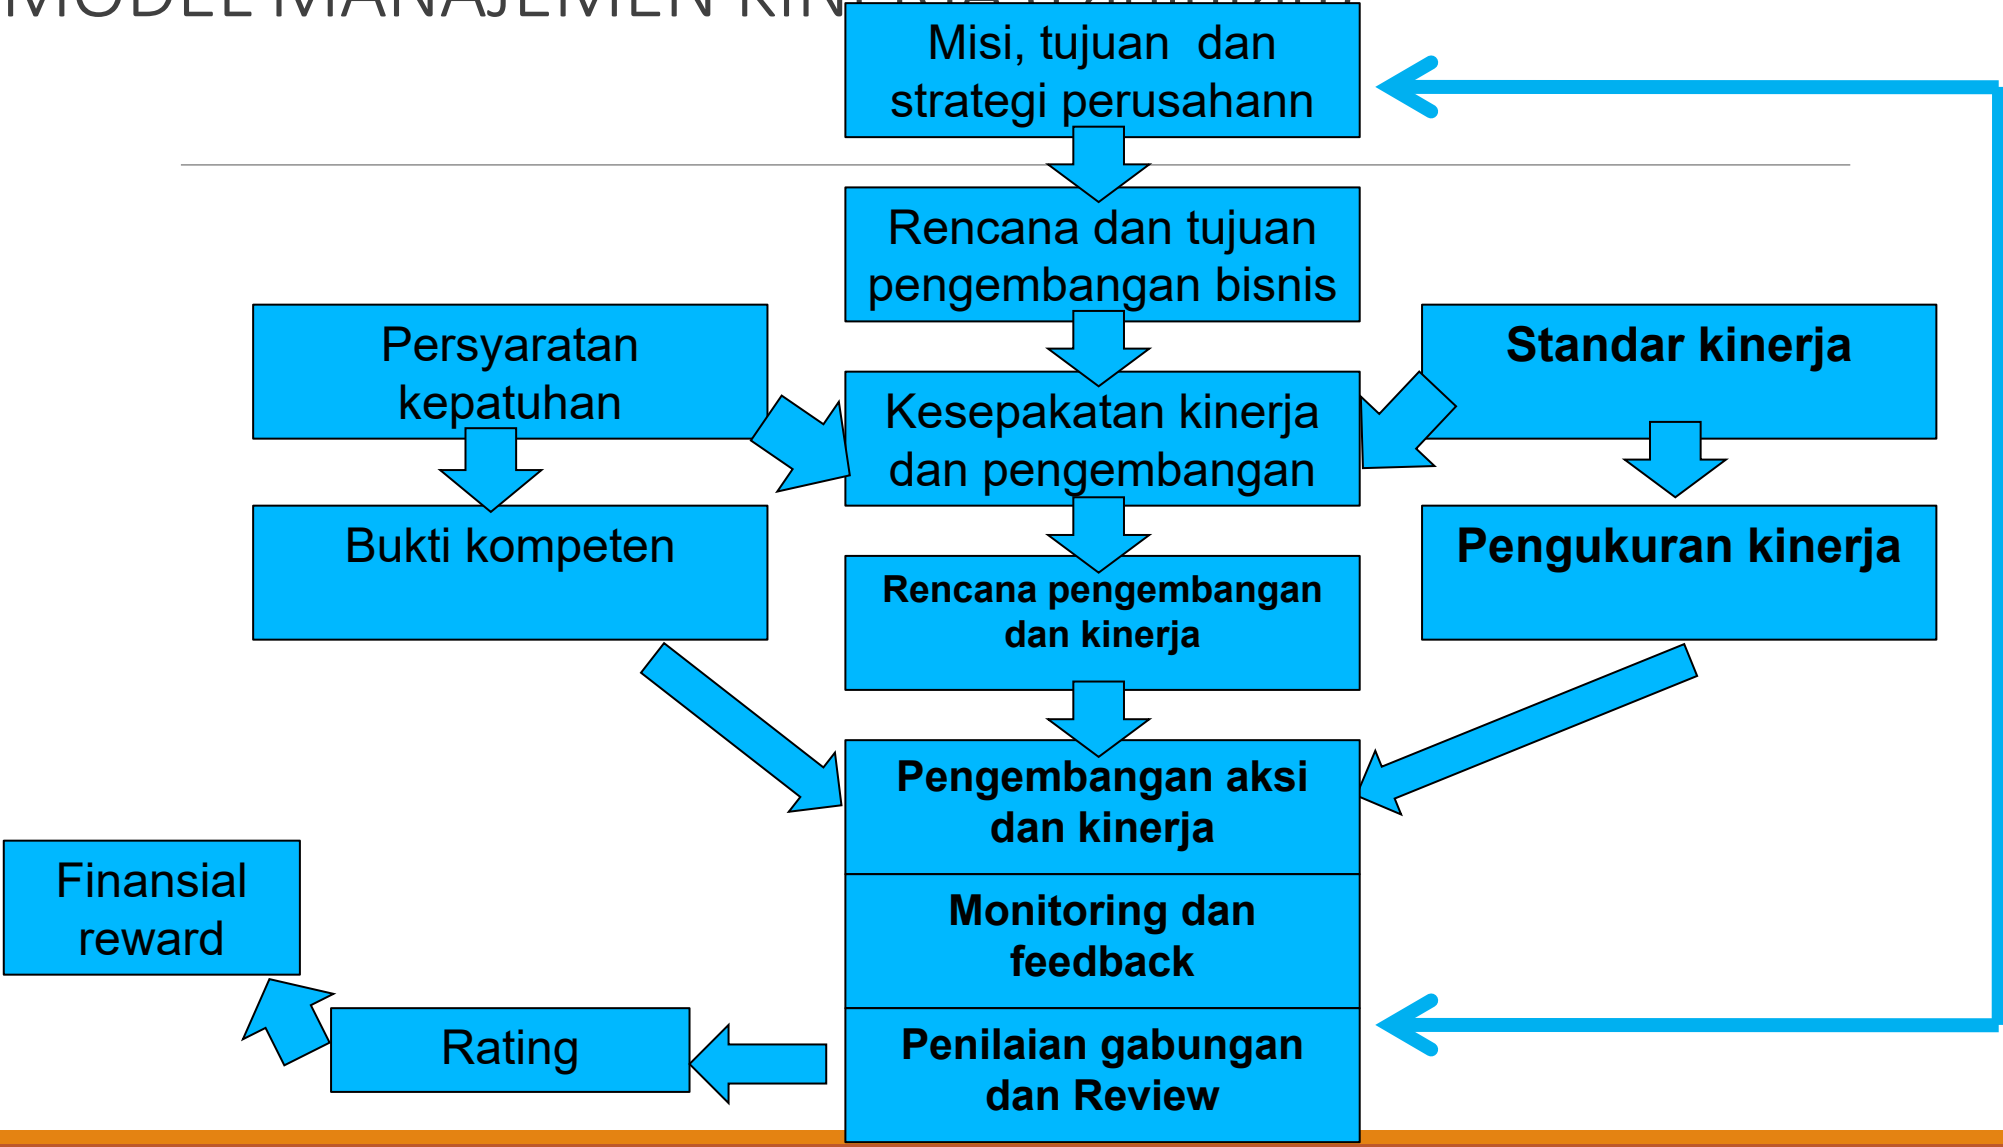 MODEL MANAJEMEN
Misi, tujuan dan
strategi perusahann
Rencana dan tujuan
pengembangan bisnis
Persyaratan
kepatuhan
Standar kinerja
Kesepakatan kinerja
dan pengembangan
Bukti kompeten
Pengukuran kinerja
Rencana pengembangan
dan kinerja
Pengembangan aksi
dan kinerja
Finansial
reward
Monitoring dan
feedback
Rating
Penilaian gabungan
dan Review